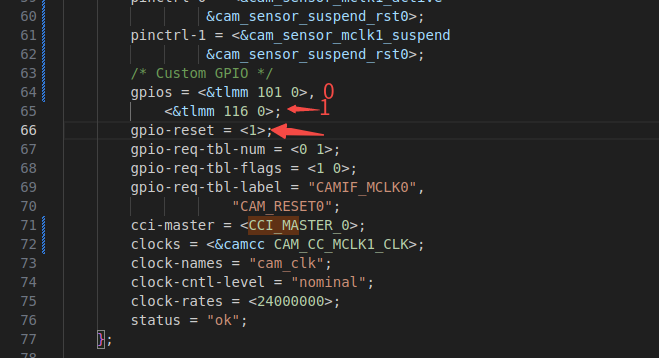 59 pinctrl-0 = <&cam_sensor_mclk1_active
60 &cam_sensor_suspend_rst0>;
61 pinctrl-1 = <&cam_sensor_mclk1_suspend
62 &cam_sensor_suspend_rst0>;
63 /* Custom GPIO */
64 gpios = <&tlmm 101 0>, 0
65 <&tlmm 116 0>; 1
66 gpio-reset = <1>;
67 gpio-req-tbl-num = <0 1>;
68 gpio-req-tbl-flags = <1 0>;
69 gpio-req-tbl-label = "CAMIF_MCLK0",
70 "CAM_RESET0";
71 cci-master = <CCI_MASTER_0>;
72 clocks = <&camcc CAM_CC_MCLK1_CLK>;
73 clock-names = "cam_clk";
74 clock-cntl-level = "nominal";
75 clock-rates = <24000000>;
76 status = "ok";
77 };
78